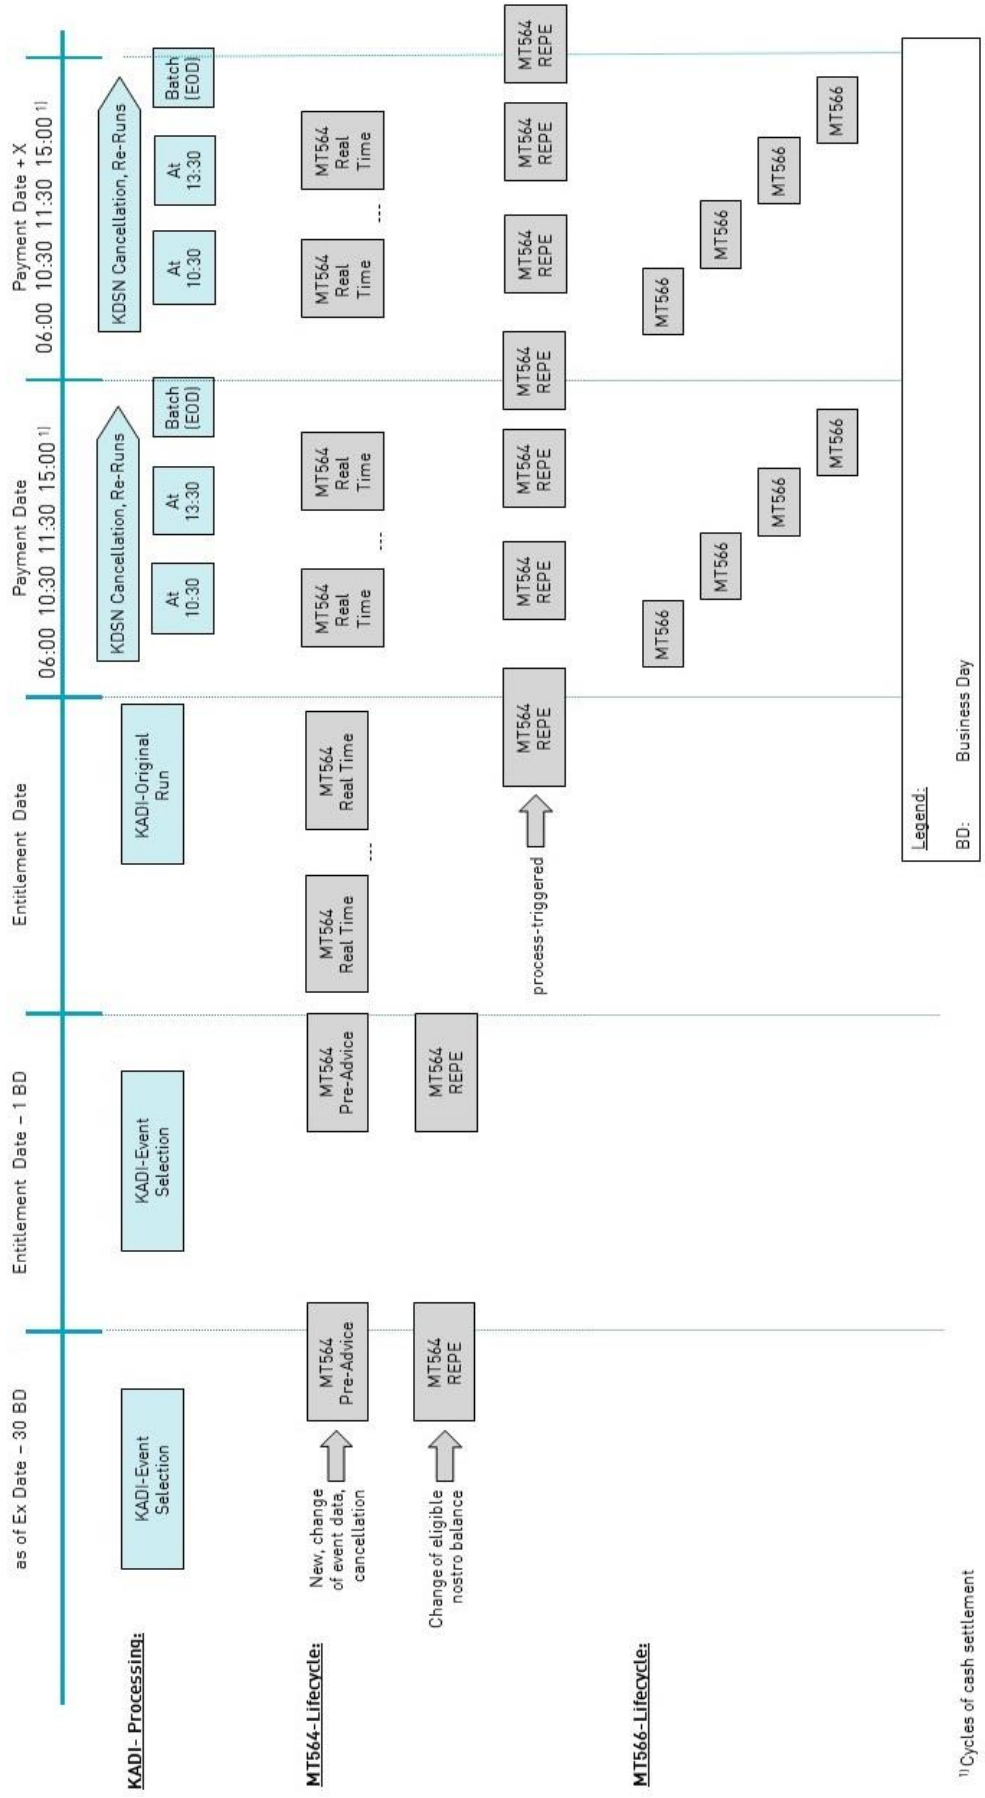 as of Ex Date – 30 BD
Entitlement Date – 1 BD
Entitlement Date
Payment Date
Payment Date + X
06:00 10:30 11:30 15:00 1)
06:00 10:30 11:30 15:00 1)
KADI- Processing:
KADI-Event
Selection
KADI-Event
Selection
KADI-Original
Run
KDSN Cancellation, Re-Runs
At
10:30
At
13:30
Batch
(EOD)
KDSN Cancellation, Re-Runs
At
10:30
At
13:30
Batch
(EOD)
MT564-Lifecycle:
New, change
of event data,
cancellation
MT564
Pre-Advice
MT564
Pre-Advice
MT564
Real Time
---
MT564
Real Time
MT564
Real
Time
---
MT564
Real
Time
MT564
Real
Time
---
MT564
Real
Time
Change of eligible
nostro balance
MT564
REPE
MT564
REPE
process-triggered
MT564
REPE
MT564
REPE
MT564
REPE
MT564
REPE
MT564
REPE
MT564
REPE
MT564
REPE
MT566-Lifecycle:
MT566
MT566
MT566
MT566
MT566
MT566
MT566
MT566
Legend:
BD: Business Day
1) Cycles of cash settlement